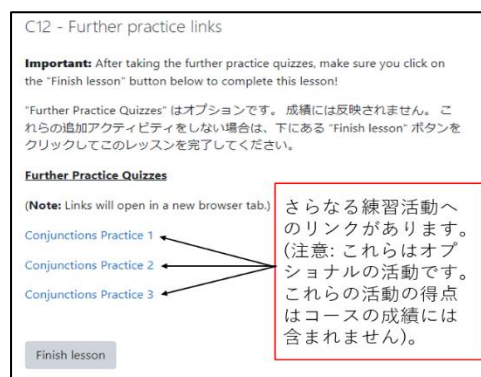 C12 - Further practice links
Important: After taking the further practice quizzes, make sure you click on
the "Finish lesson" button below to complete this lesson!
"Further Practice Quizzes" はオプションです。 成績には反映されません。 こ
れらの追加アクティビティをしない場合は、下にある "Finish lesson" ボタンを
クリックしてこのレッスンを完了してください。
Further Practice Quizzes
(Note: Links will open in a new browser tab.)
Conjunctions Practice 1
Conjunctions Practice 2
Conjunctions Practice 3
さらなる練習活動へ
のリンクがあります。
(注意: これらはオプ
ショナルの活動です。
これらの活動の得点
はコースの成績には
含まれません)。
Finish lesson